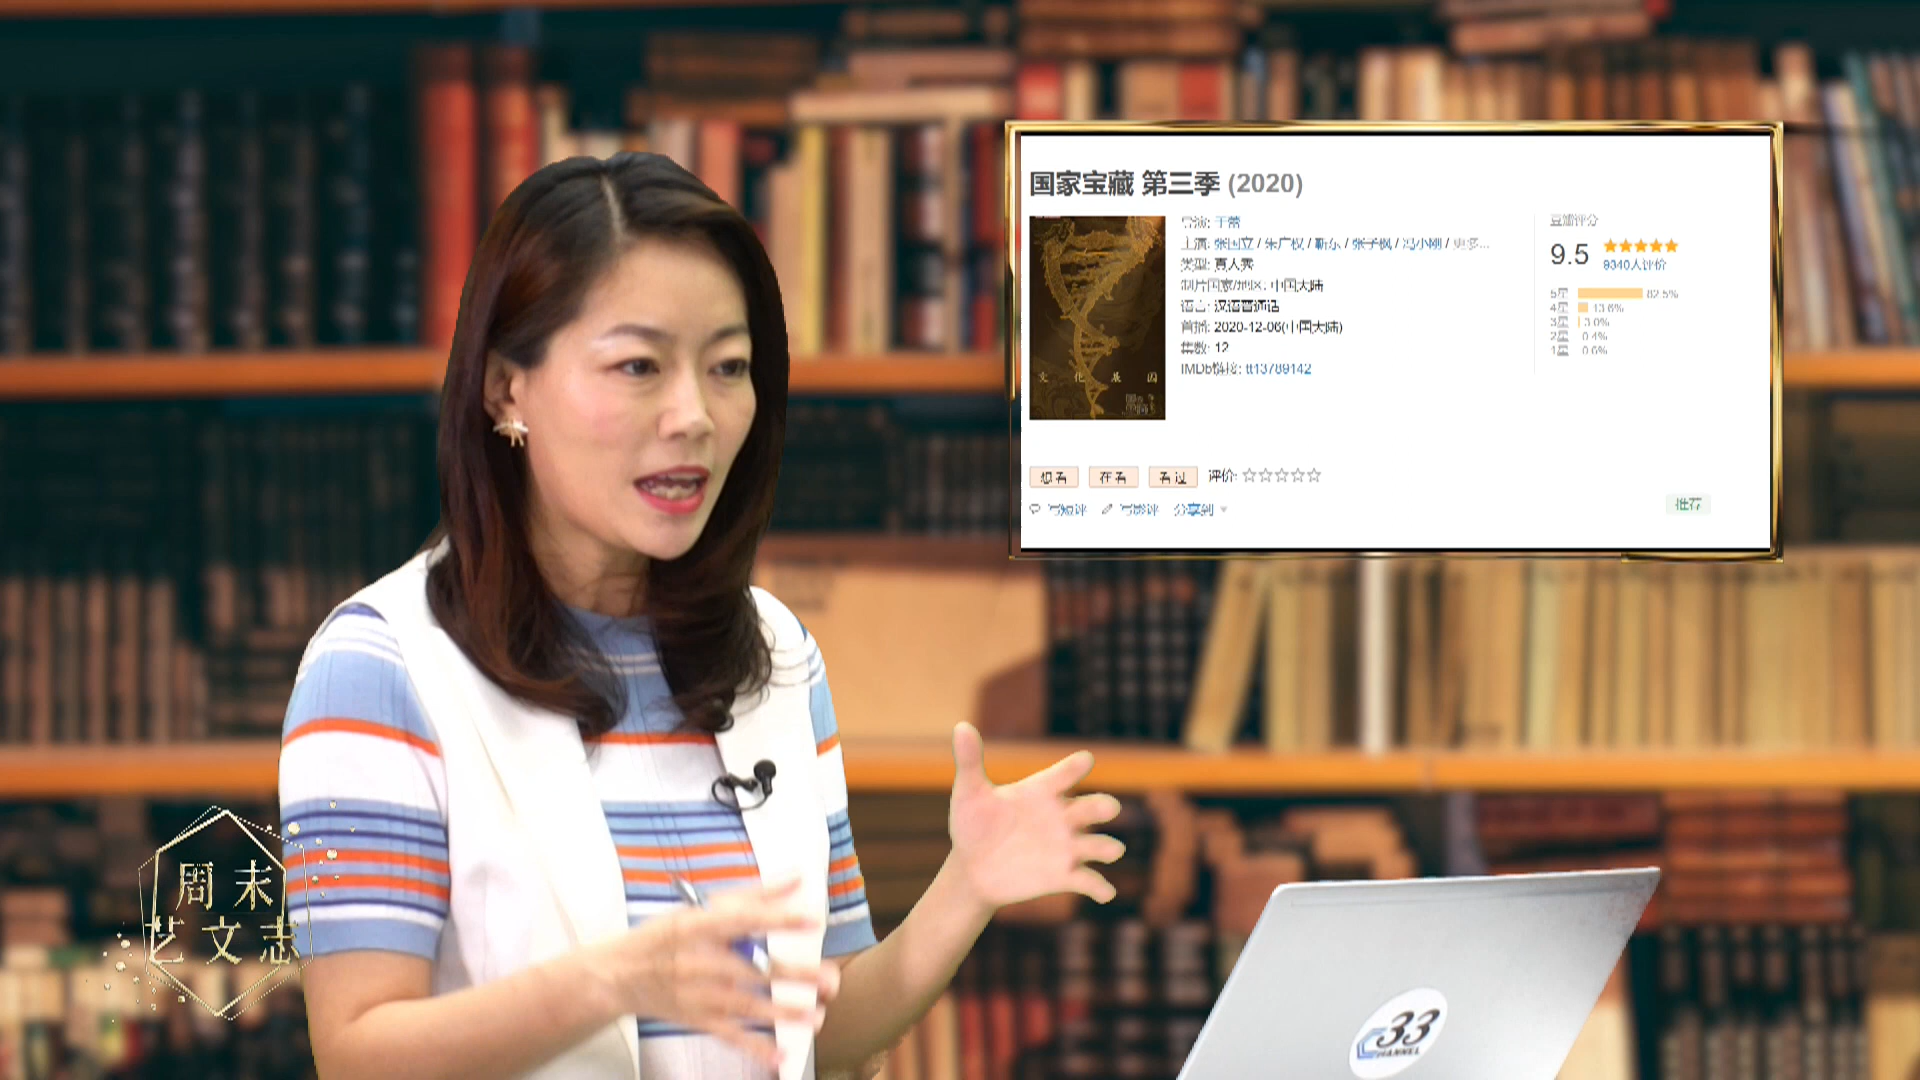 国家宝藏 第三季 (2020)
导演: 于蕾
主演: 张国立 / 朱广权 / 靳东 / 张子枫 / 冯小刚 / 更多...
类型: 真人秀
制片国家/地区: 中国大陆
语言: 汉语普通话
首播: 2020-12-06(中国大陆)
集数: 12
IMDb链接: tt13789142
文化基因
豆瓣评分
9.5
9340人评价
5星 82.5%
4星 13.6%
3星 3.0%
2星 0.4%
1星 0.6%
想看 在看 看过 评价:
写短评 写影评 分享到
推荐
周末
艺文志
33
CHANNEL